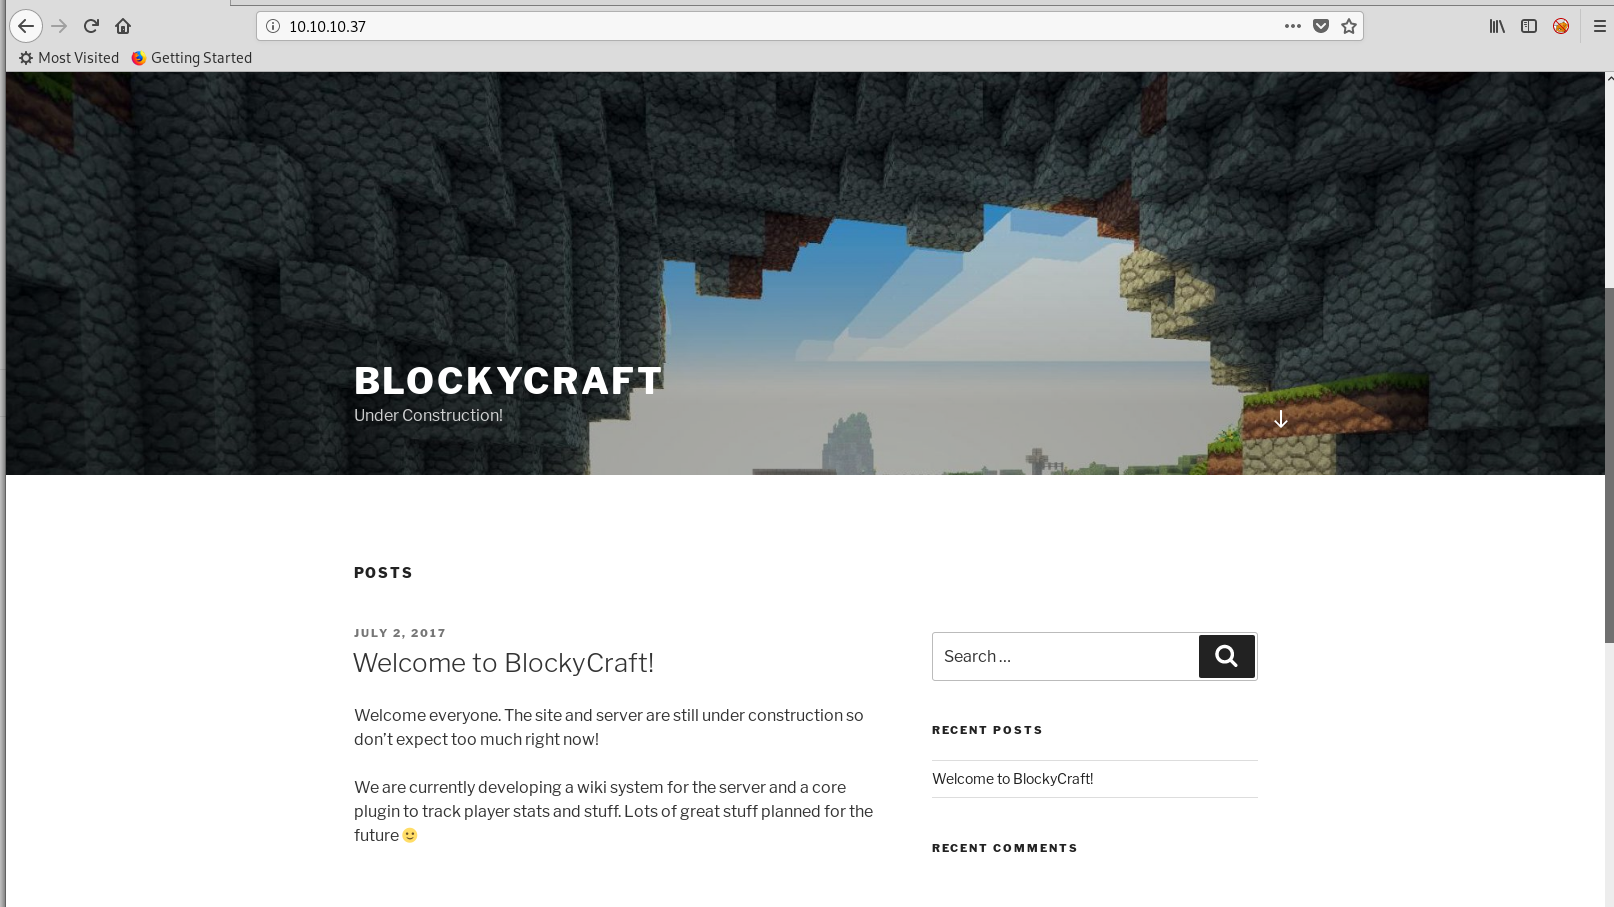 10.10.10.37
Most Visited Getting Started
BLOCKYCRAFT
Under Construction!
POSTS
JULY 2, 2017
Welcome to BlockyCraft!
Welcome everyone. The site and server are still under construction so
don’t expect too much right now!
We are currently developing a wiki system for the server and a core
plugin to track player stats and stuff. Lots of great stuff planned for the
future
Search …
RECENT POSTS
Welcome to BlockyCraft!
RECENT COMMENTS